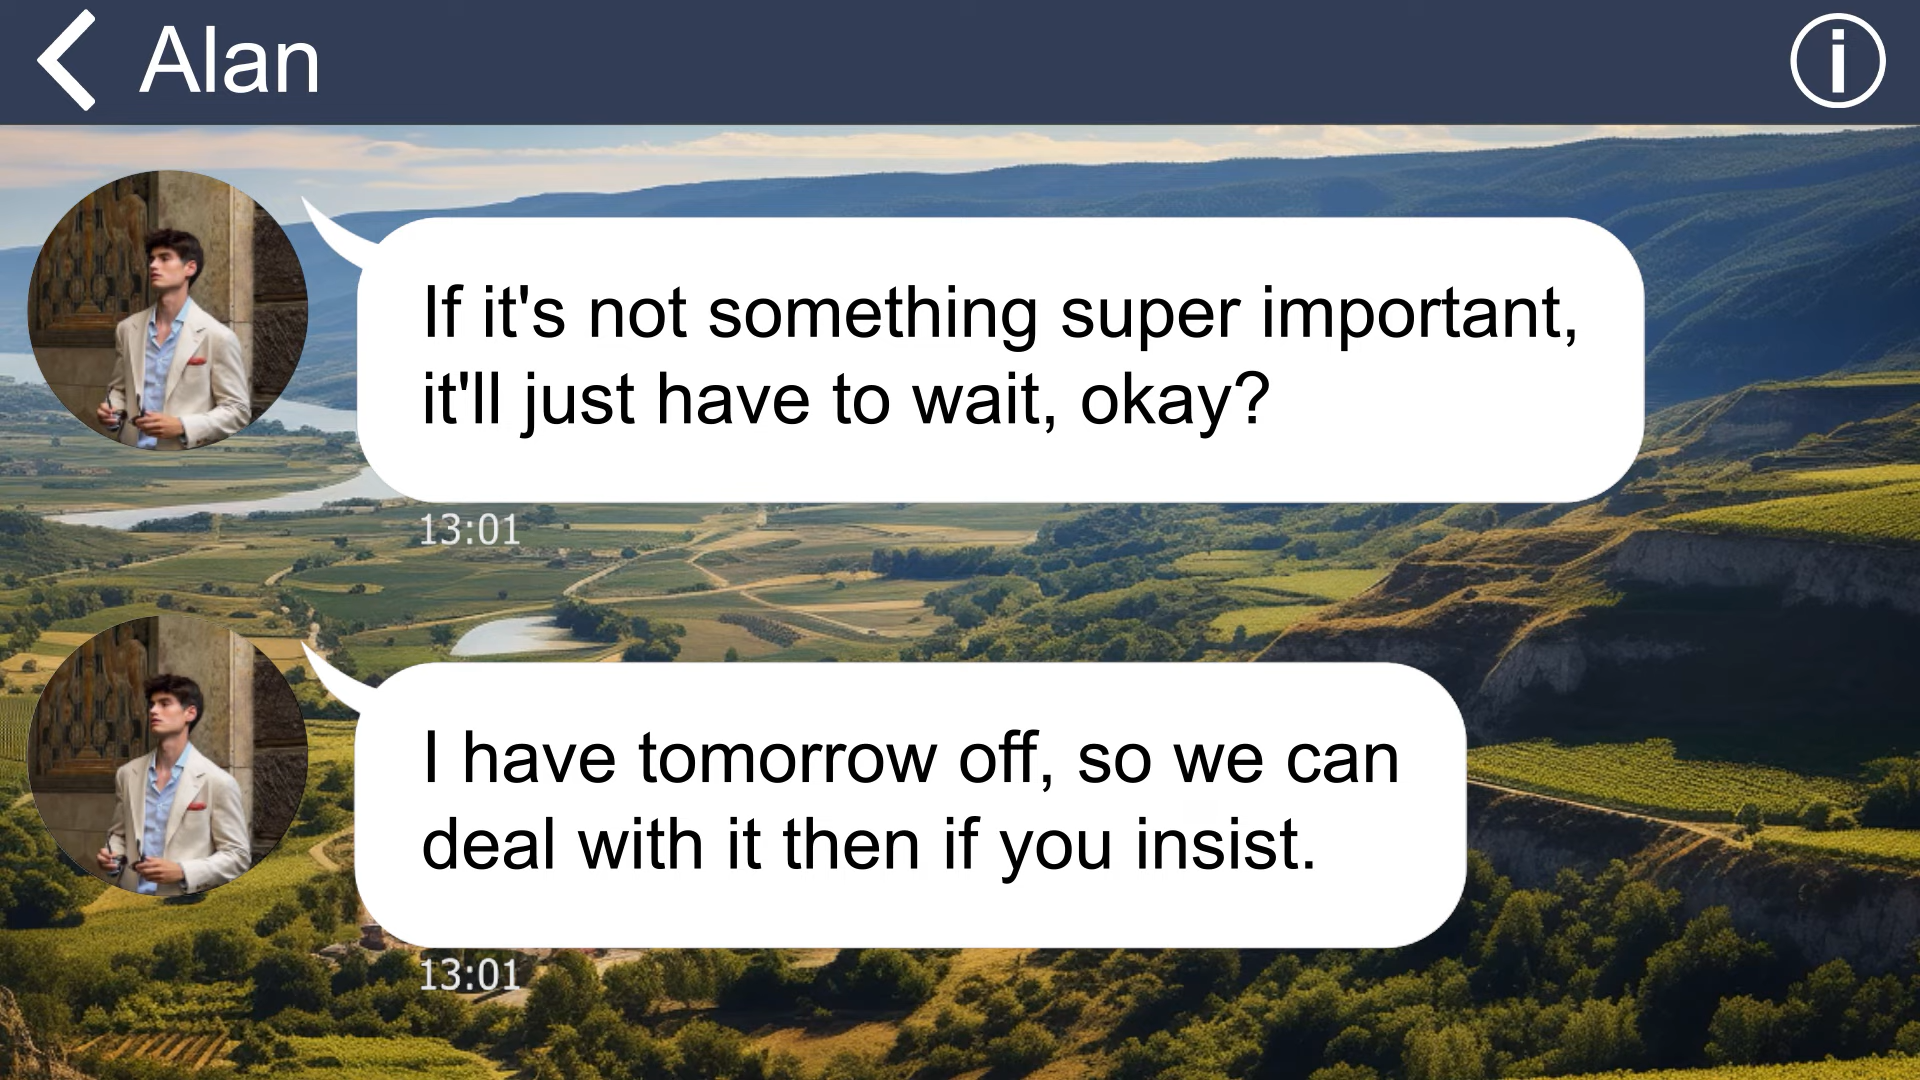 Alan
If it's not something super important,
it'll just have to wait, okay?
13:01
I have tomorrow off, so we can
deal with it then if you insist.
13:01